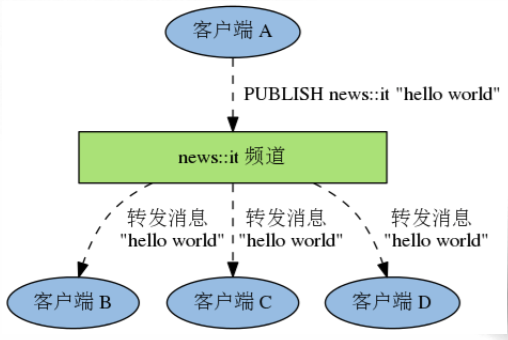 客户端 A
PUBLISH news::it "hello world"
news::it 频道
转发消息
"hello world"
转发消息
"hello world"
转发消息
"hello world"
客户端 B
客户端 C
客户端 D